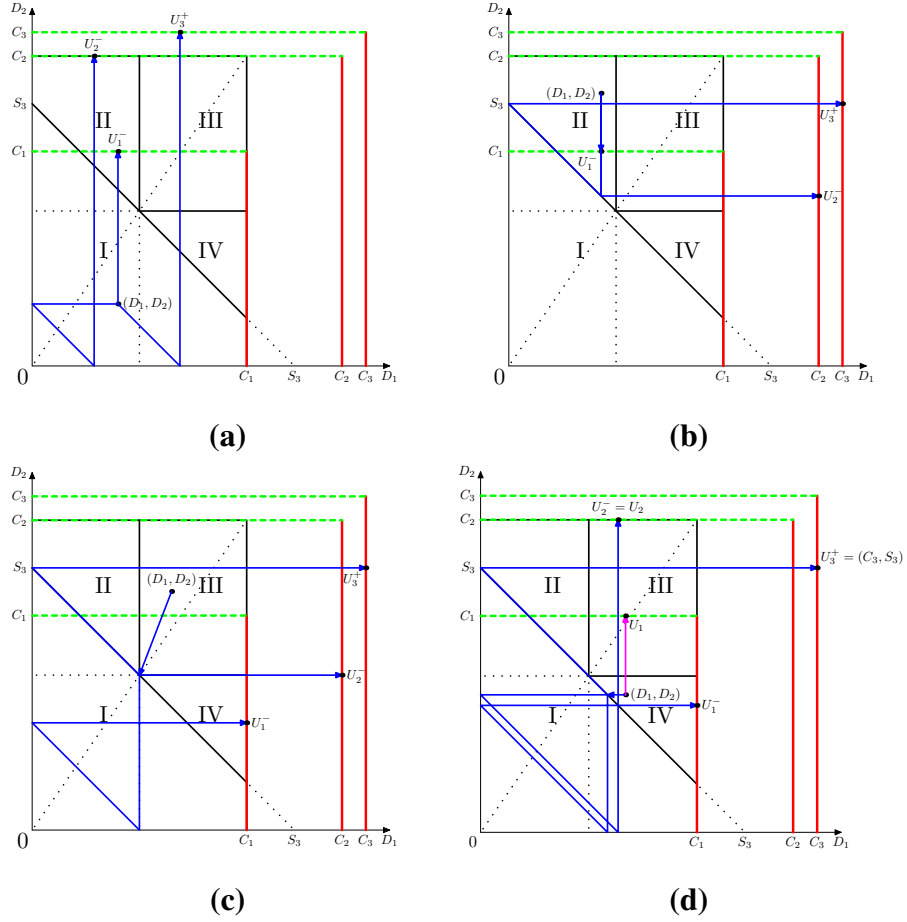 D₂
C₃
C₂
S₃
C₁
U₂⁻
U₃⁺
II
III
U₁⁻
I
IV
(D₁, D₂)
0
C₁
S₃
C₂
C₃
D₁
(a)
D₂
C₃
C₂
S₃
C₁
(D₁, D₂)
U₃⁺
II
III
U₁⁻
U₂⁻
I
IV
0
C₁
S₃
C₂
C₃
D₁
(b)
D₂
C₃
C₂
S₃
C₁
(D₁, D₂)
U₃⁺
II
III
U₂⁻
I
IV
U₁⁻
0
C₁
S₃
C₂
C₃
D₁
(c)
D₂
C₃
C₂
S₃
C₁
U₂⁻ = U₂
U₃⁺ = (C₃, S₃)
II
III
U₁
(D₁, D₂)
U₁⁻
I
IV
0
C₁
S₃
C₂
C₃
D₁
(d)